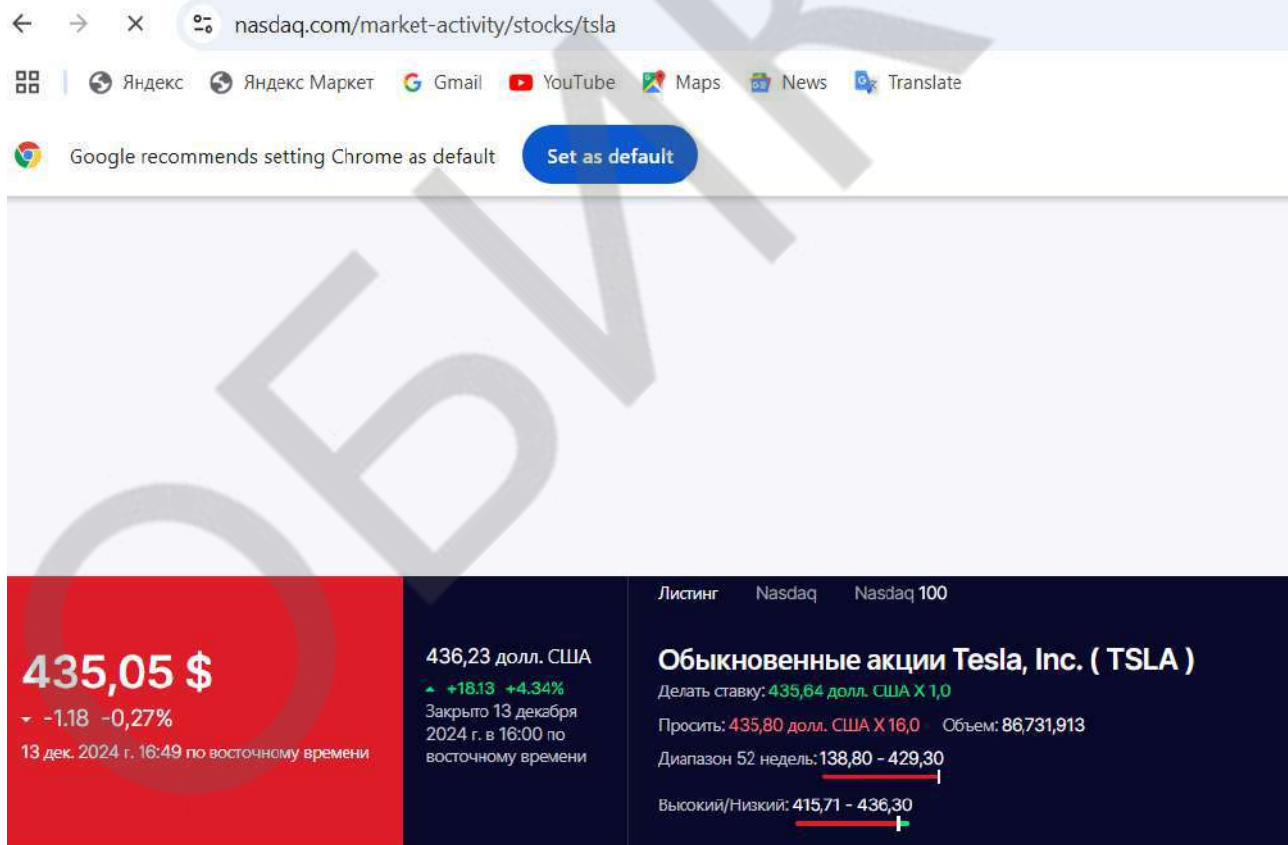 nasdaq.com/market-activity/stocks/tsla
Яндекс Яндекс Маркет Gmail YouTube Maps News Translate
Google recommends setting Chrome as default Set as default
ОБИК
Листинг Nasdaq Nasdaq 100
435,05 $
-1.18 -0,27%
13 дек. 2024 г. 16:49 по восточному времени
436,23 долл. США
+18.13 +4.34%
Закрыто 13 декабря
2024 г. в 16:00 по
восточному времени
Обыкновенные акции Tesla, Inc. ( TSLA )
Делать ставку: 435,64 долл. США X 1,0
Просить: 435,80 долл. США X 16,0 Объем: 86,731,913
Диапазон 52 недель: 138,80 - 429,30
Высокий/Низкий: 415,71 - 436,30